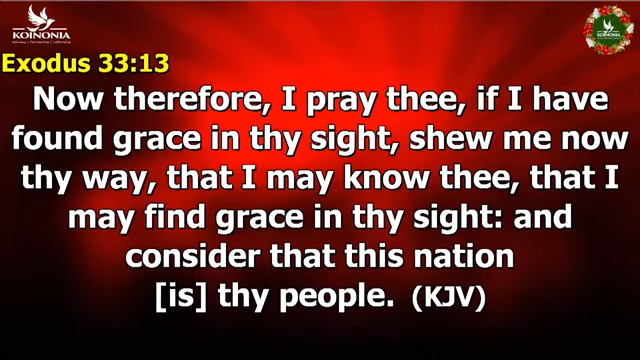 KOINONIA
KOINONIA
Exodus 33:13
Now therefore, I pray thee, if I have
found grace in thy sight, shew me now
thy way, that I may know thee, that I
may find grace in thy sight: and
consider that this nation
[is] thy people. (KJV)